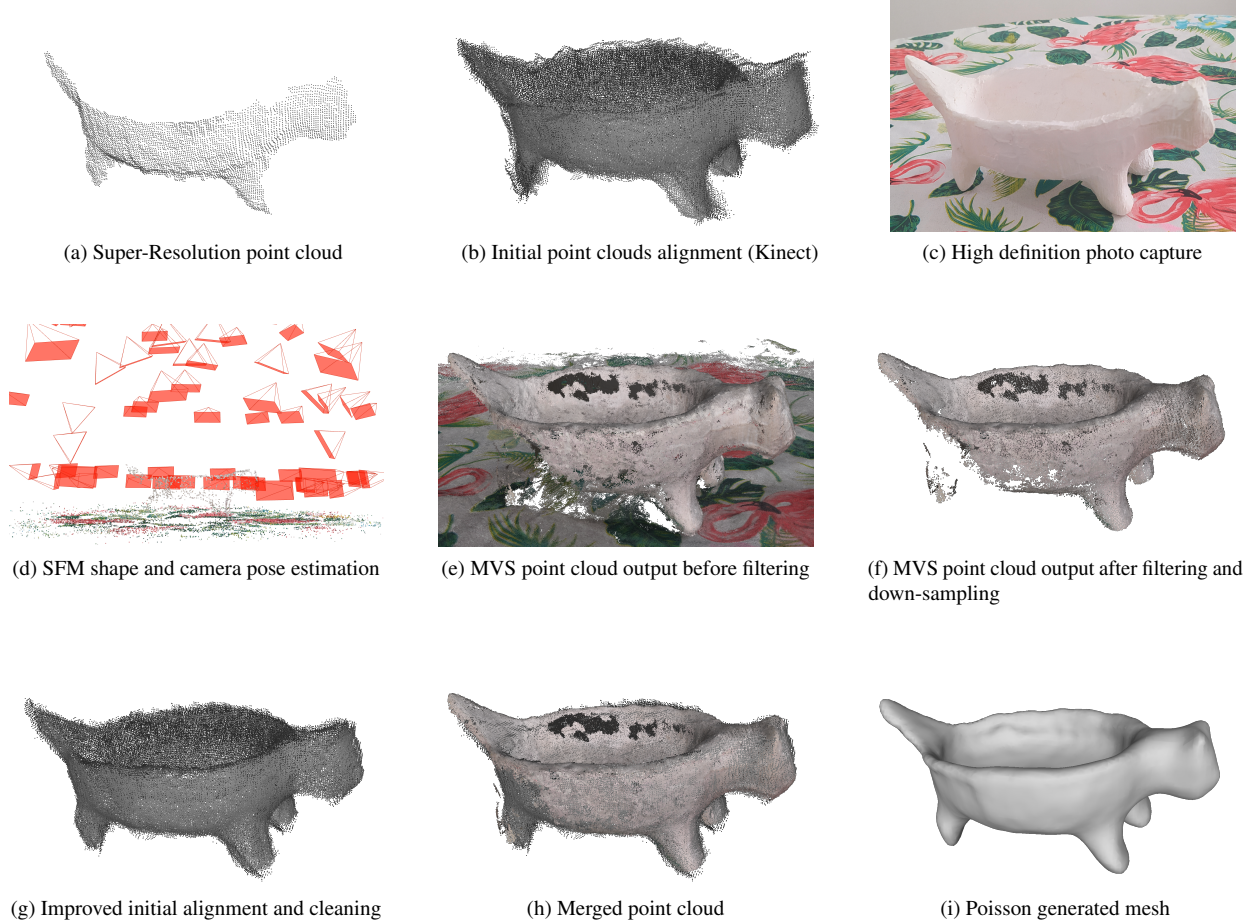 (a) Super-Resolution point cloud
(b) Initial point clouds alignment (Kinect)
(c) High definition photo capture
(d) SFM shape and camera pose estimation
(e) MVS point cloud output before filtering
(f) MVS point cloud output after filtering and
down-sampling
(g) Improved initial alignment and cleaning
(h) Merged point cloud
(i) Poisson generated mesh